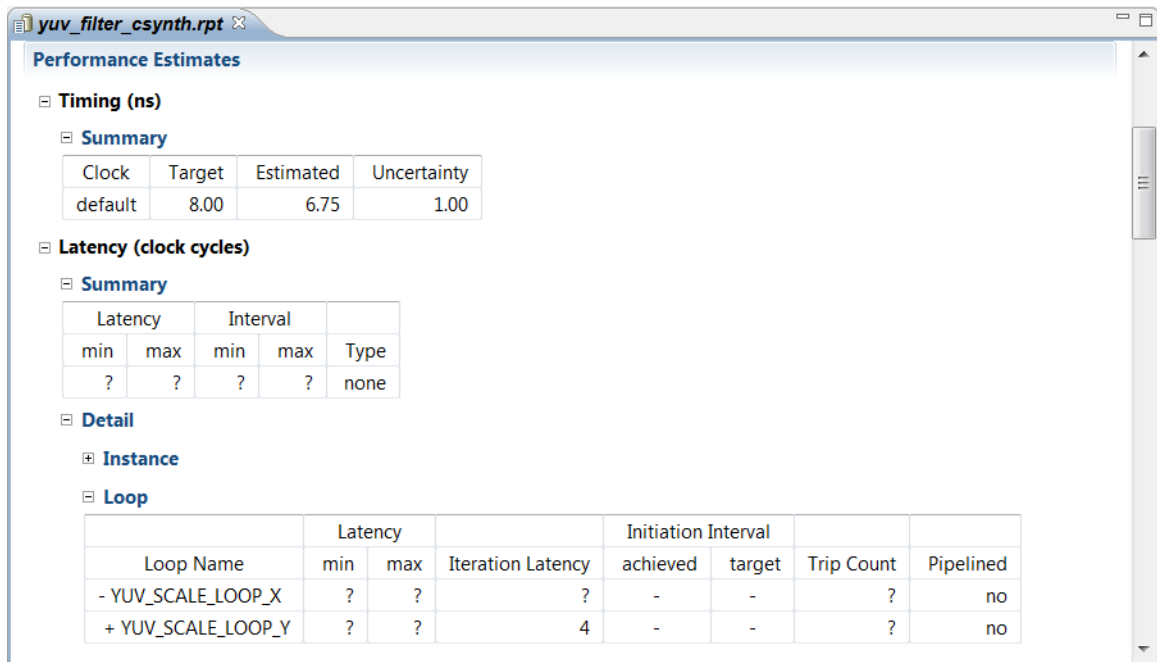 yuv_filter_csynth.rpt
Performance Estimates
Timing (ns)
Summary
Clock Target Estimated Uncertainty
default 8.00 6.75 1.00
Latency (clock cycles)
Summary
Latency Interval
min max min max Type
? ? ? ? none
Detail
Instance
Loop
Latency Initiation Interval
Loop Name min max Iteration Latency achieved target Trip Count Pipelined
- YUV_SCALE_LOOP_X ? ? ? - - ? no
+ YUV_SCALE_LOOP_Y ? ? 4 - - ? no